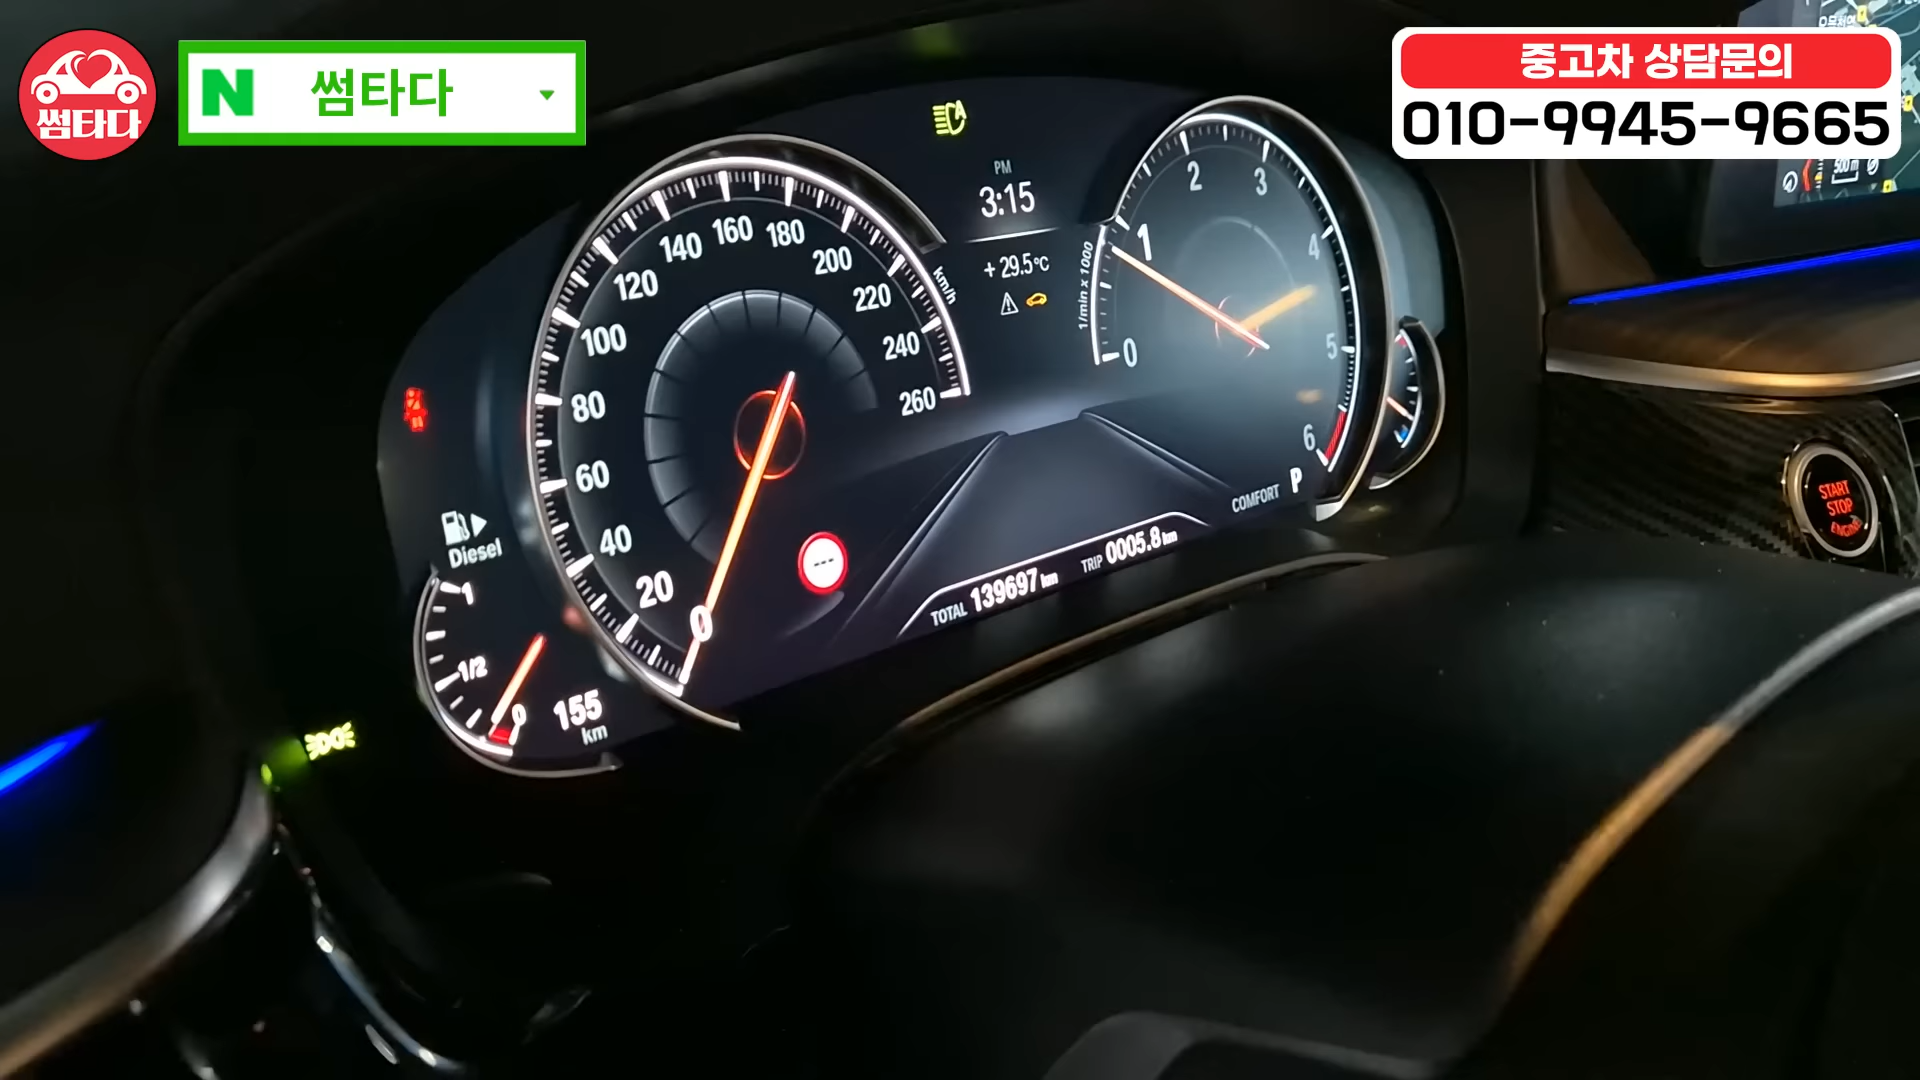 썸타다
N 썸타다
중고차 상담문의
010-9945-9665
500 m
PM
3:15
+ 29.5°C
km/h
0 20 40 60 80 100 120 140 160 180 200 220 240 260
1/min x 1000
0 1 2 3 4 5 6
COMFORT P
TOTAL 139697 km TRIP 0005.8 km
Diesel
1
1/2
0
155
km
START
STOP
ENGINE